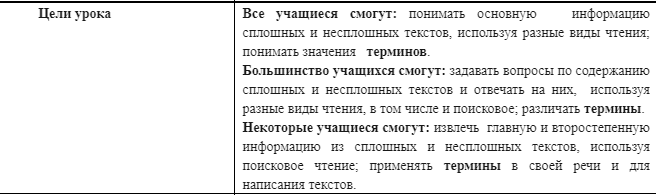 Цели урока
Все учащиеся смогут: понимать основную информацию
сплошных и несплошных текстов, используя разные виды чтения;
понимать значения терминов.
Большинство учащихся смогут: задавать вопросы по содержанию
сплошных и несплошных текстов и отвечать на них, используя
разные виды чтения, в том числе и поисковое; различать термины.
Некоторые учащиеся смогут: извлечь главную и второстепенную
информацию из сплошных и несплошных текстов, используя
поисковое чтение; применять термины в своей речи и для
написания текстов.